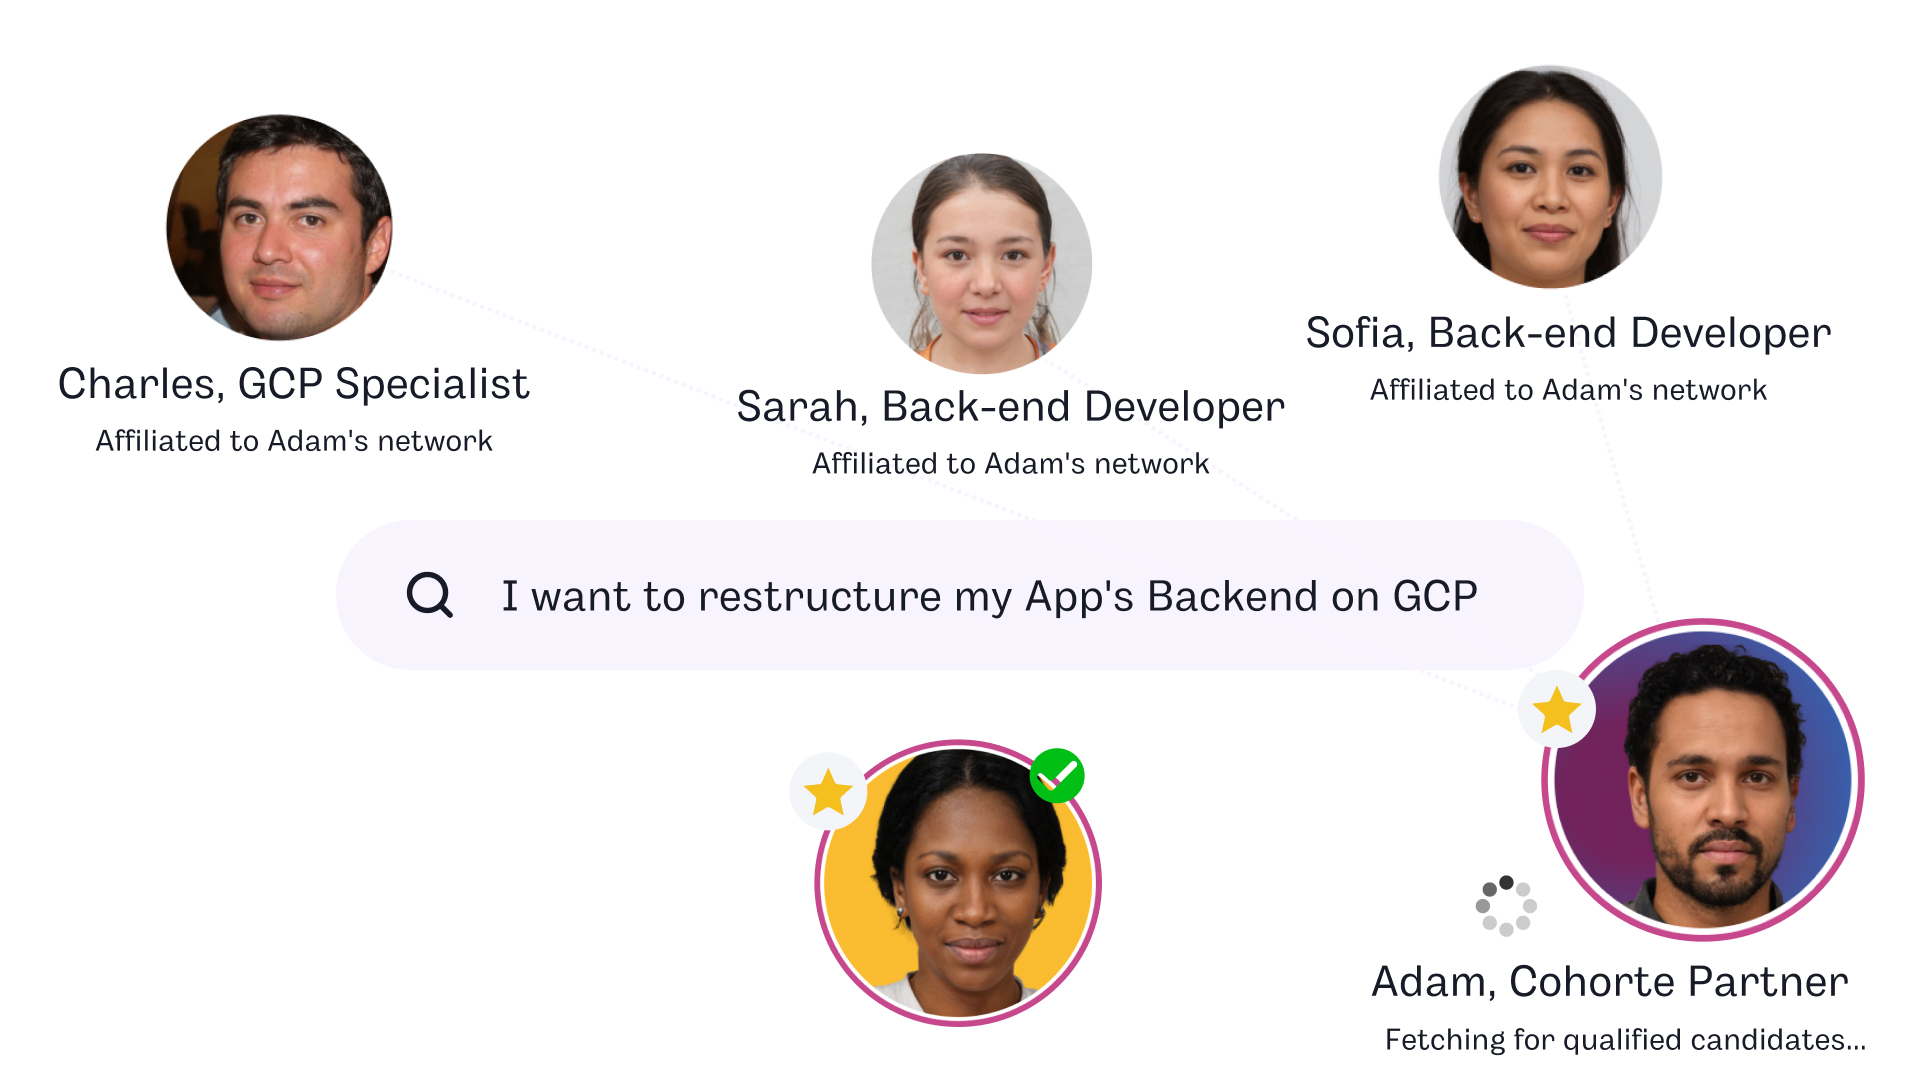 Sofia, Back-end Developer
Affiliated to Adam's network
Charles, GCP Specialist
Affiliated to Adam's network
Sarah, Back-end Developer
Affiliated to Adam's network
I want to restructure my App's Backend on GCP
Adam, Cohorte Partner
Fetching for qualified candidates...